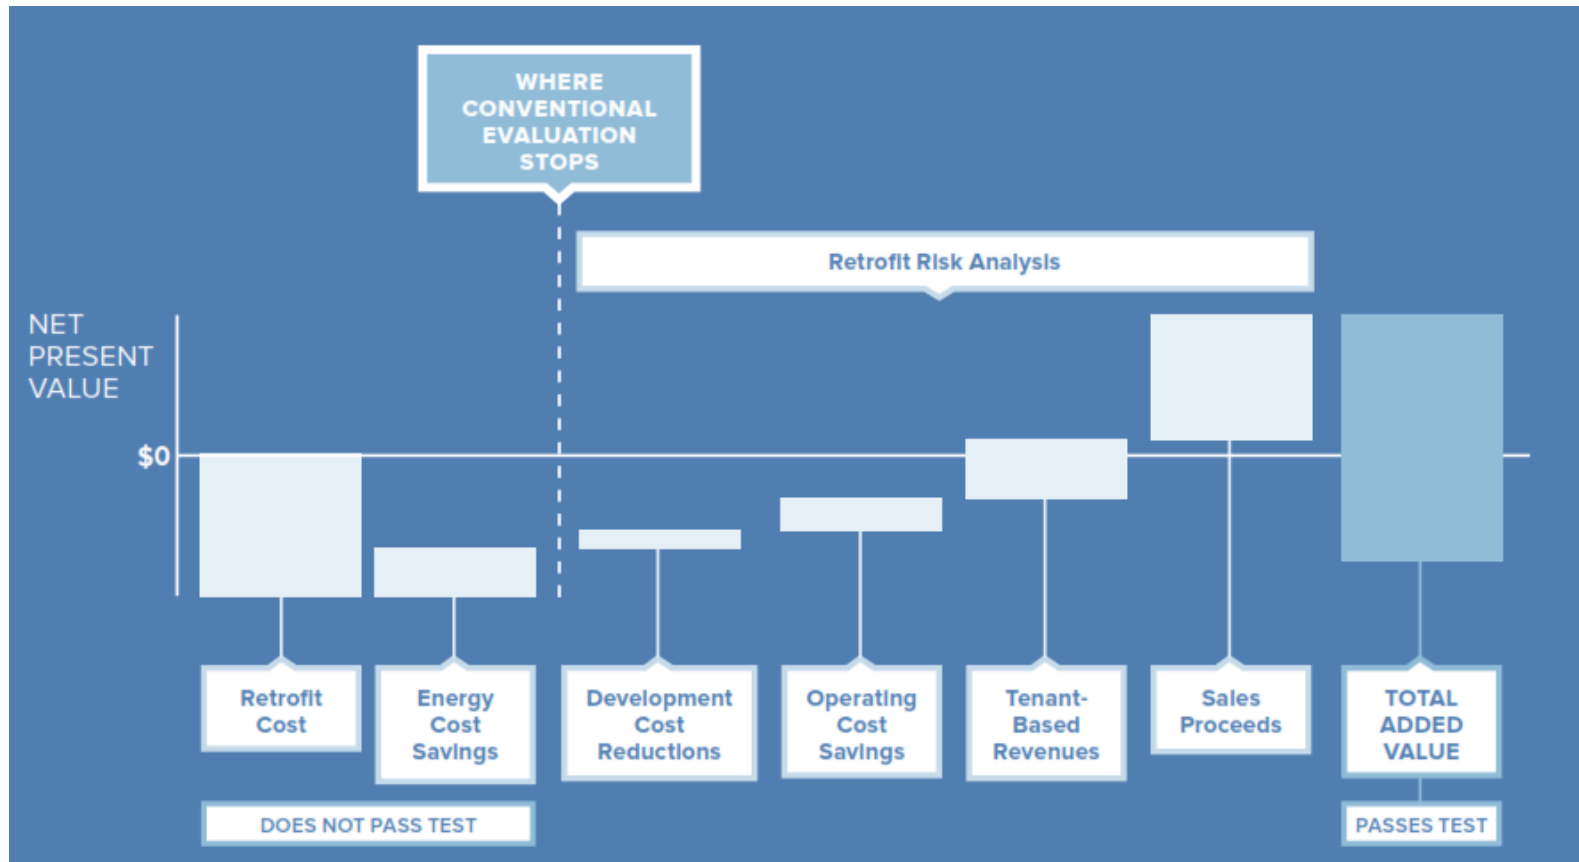 WHERE
CONVENTIONAL
EVALUATION
STOPS
Retrofit Risk Analysis
NET
PRESENT
VALUE
$0
Retrofit
Cost
Energy
Cost
Savings
Development
Cost
Reductions
Operating
Cost
Savings
Tenant-
Based
Revenues
Sales
Proceeds
TOTAL
ADDED
VALUE
DOES NOT PASS TEST
PASSES TEST